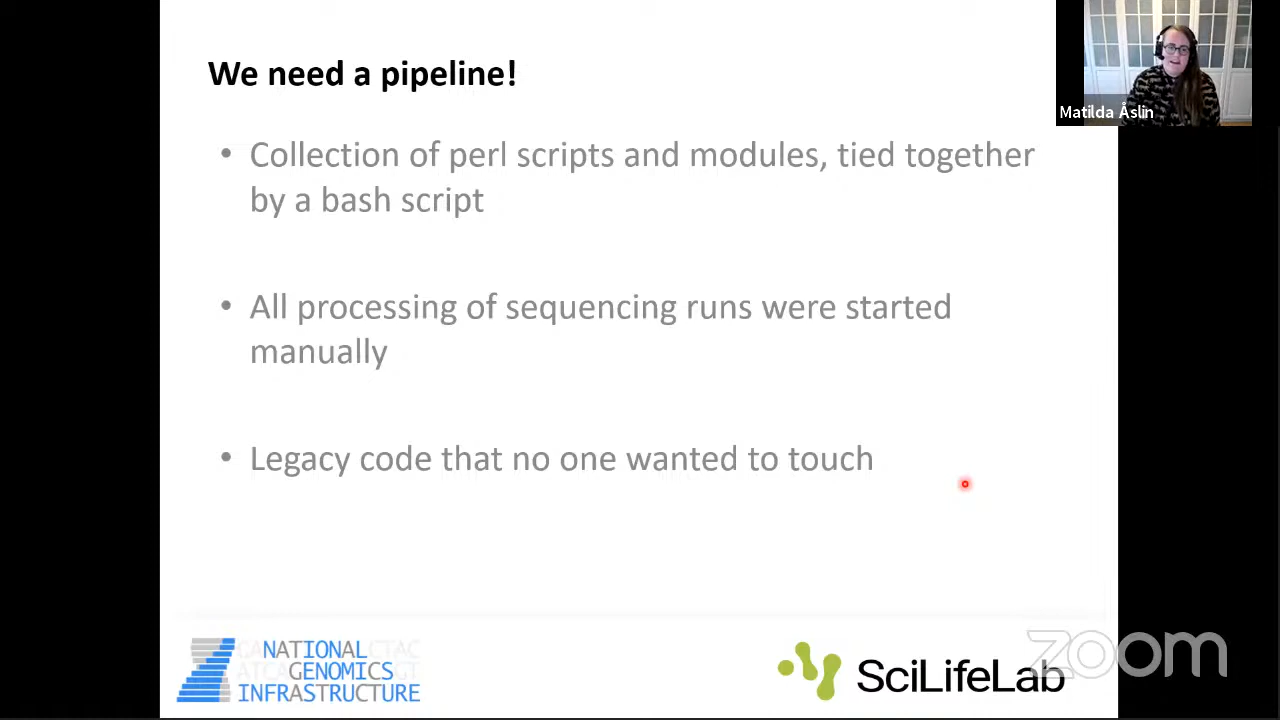 We need a pipeline!
Matilda Åslin
• Collection of perl scripts and modules, tied together
by a bash script
• All processing of sequencing runs were started
manually
• Legacy code that no one wanted to touch
NATIONAL
GENOMICS
INFRASTRUCTURE
SciLifeLab
zoom